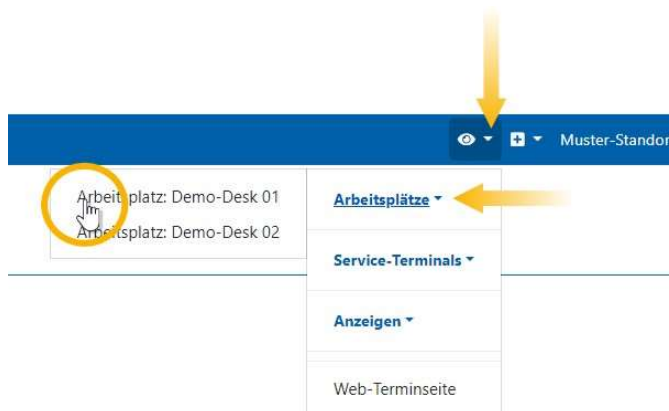 Muster-Standor
Arbeitsplatz: Demo-Desk 01
Arbeitsplatz: Demo-Desk 02
Arbeitsplätze
Service-Terminals
Anzeigen
Web-Terminseite